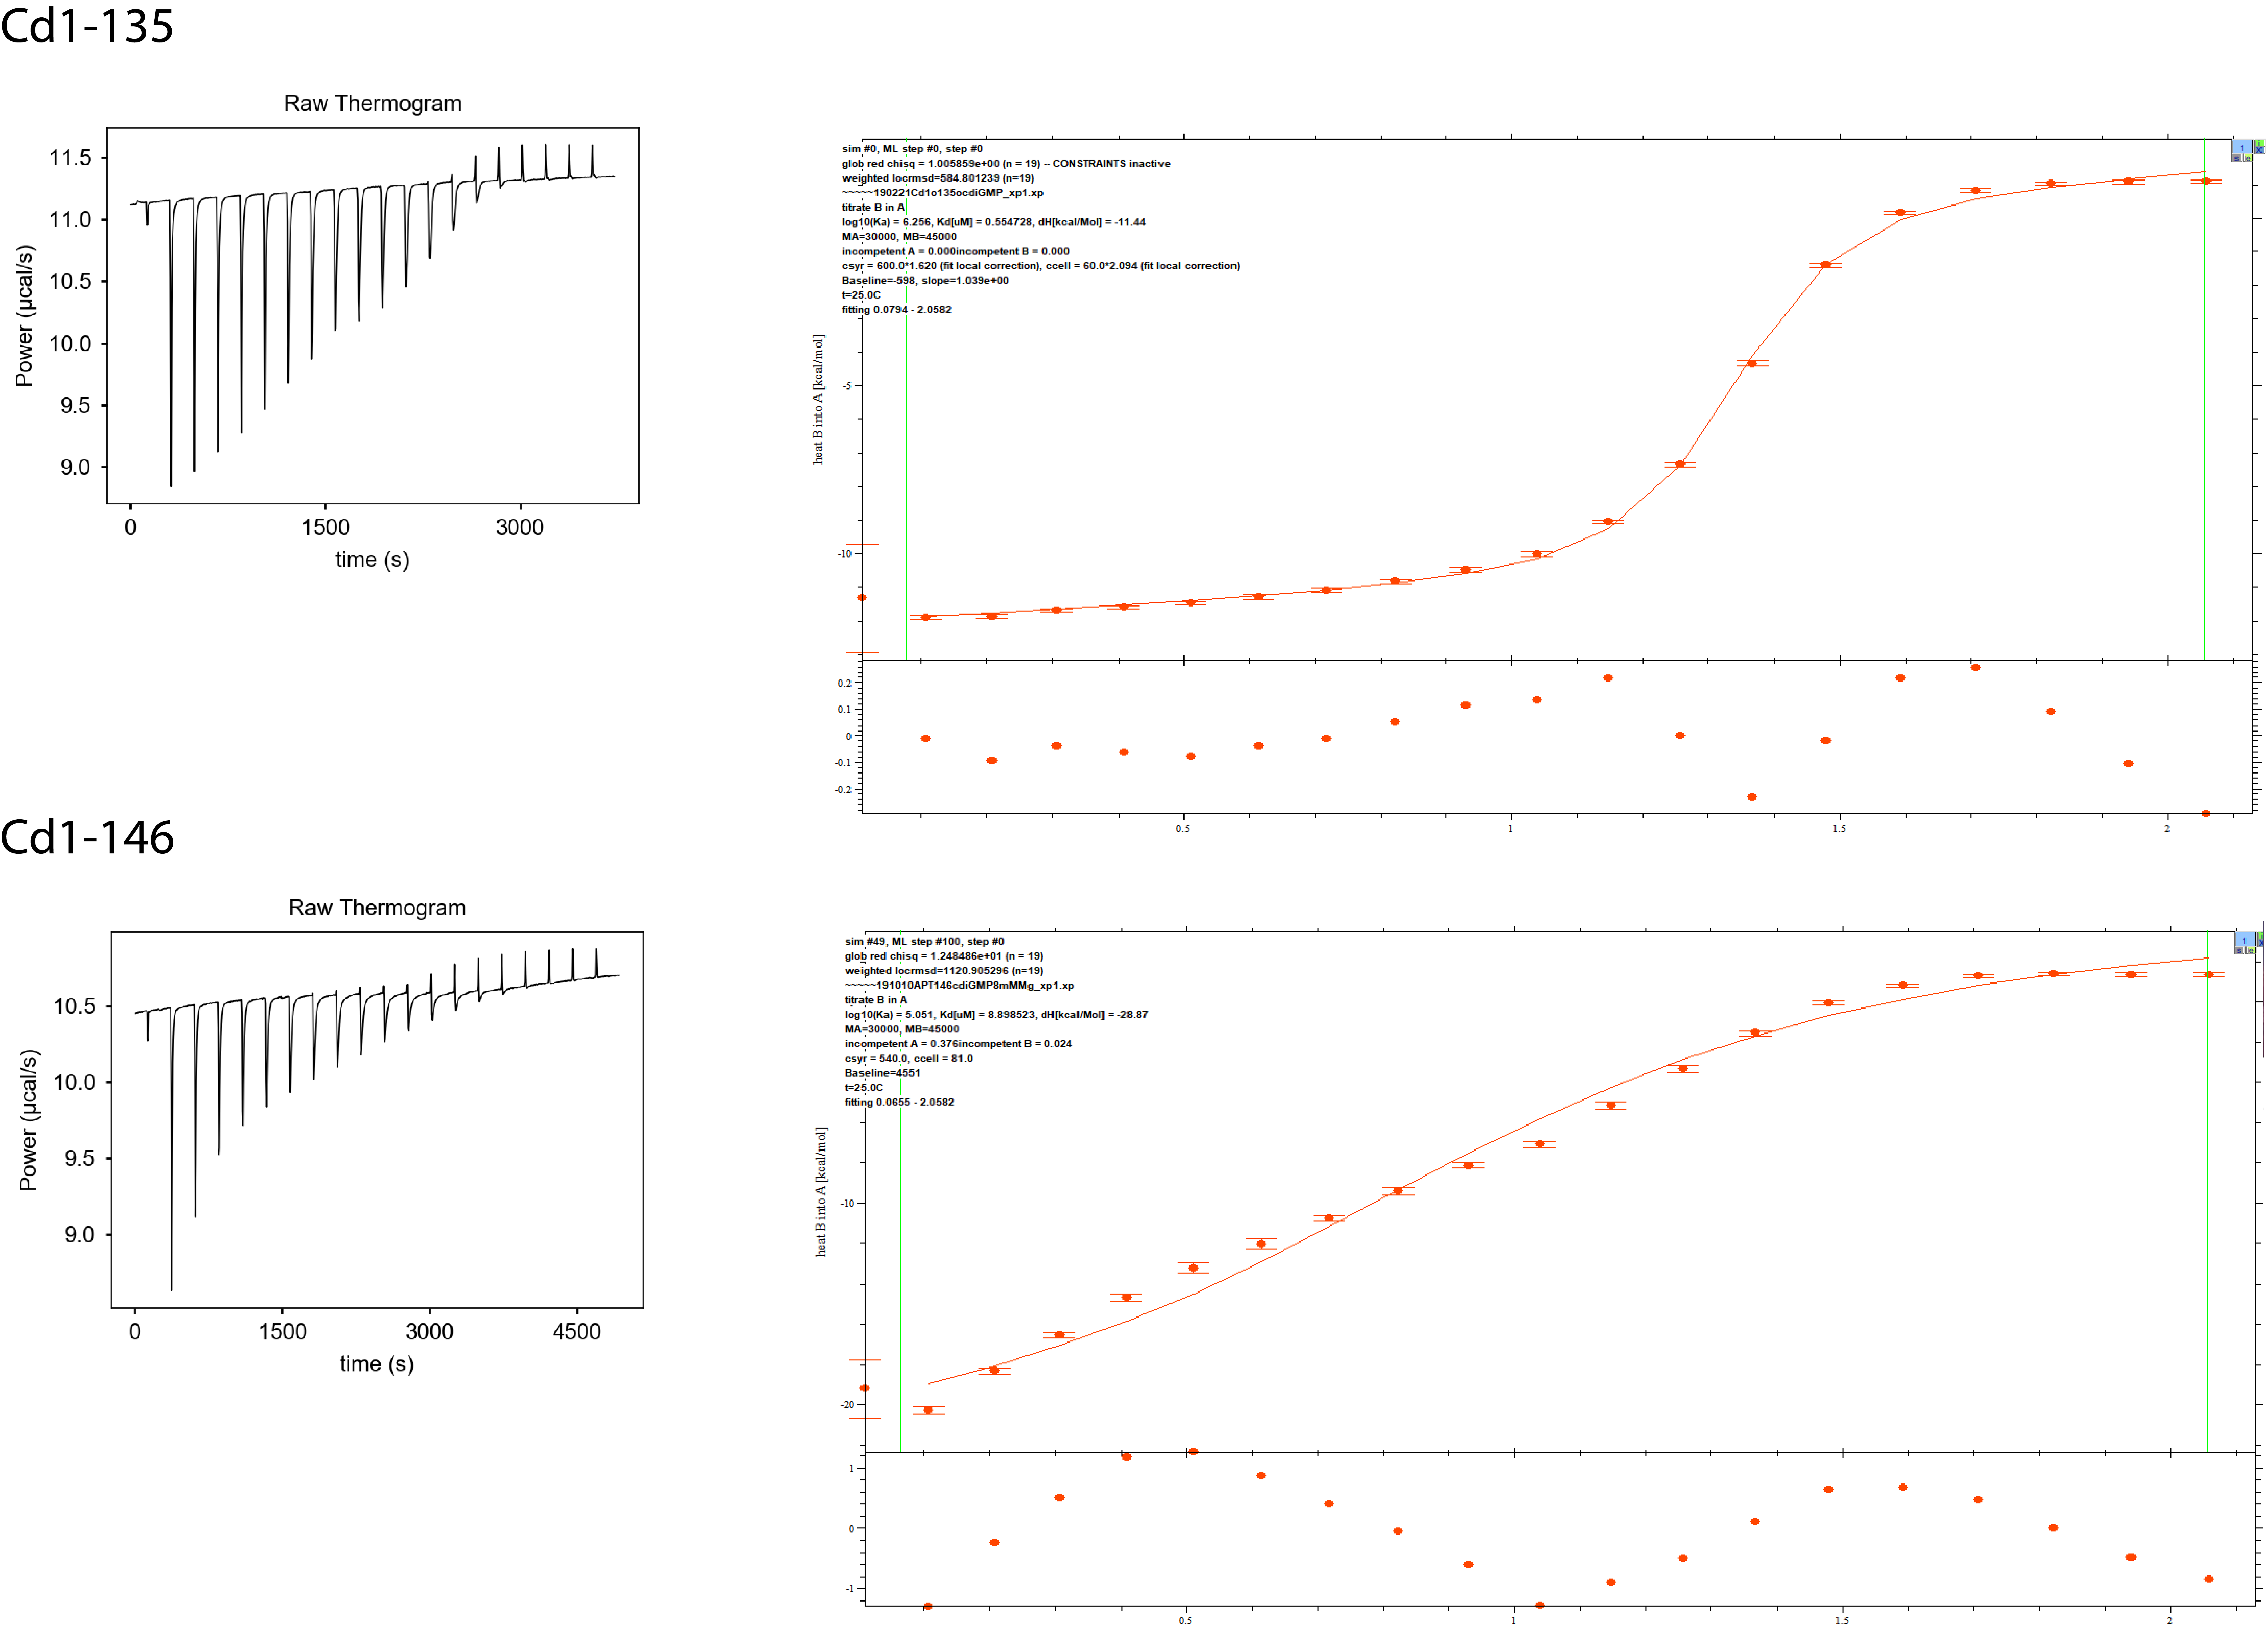 Cd1-135
Raw Thermogram
11.5
11.0
10.5
10.0
9.5
9.0
Power (µcal/s)
0 1500 3000
time (s)
sim #0, ML step #0, step #0
glob red chisq = 1.005859e+00 (n = 19) -- CONSTRAINTS inactive
weighted locrmsd=584.801239 (n=19)
~~~~~190221Cd1o135ocdiGMP_xp1.xp
titrate B in A
log10(Ka) = 6.256, Kd[uM] = 0.554728, dH[kcal/Mol] = -11.44
MA=30000, MB=45000
incompetent A = 0.000incompetent B = 0.000
csyr = 600.0*1.620 (fit local correction), ccell = 60.0*2.094 (fit local correction)
Baseline=-598, slope=1.039e+00
t=25.0C
fitting 0.0794 - 2.0582
heat B into A [kcal/mol]
-5
-10
0.2
0.1
0
-0.1
-0.2
0.5 1 1.5 2
1
Cd1-146
Raw Thermogram
10.5
10.0
9.5
9.0
Power (µcal/s)
0 1500 3000 4500
time (s)
sim #49, ML step #100, step #0
glob red chisq = 1.248486e+01 (n = 19)
weighted locrmsd=1120.905296 (n=19)
~~~~~191010APT146cdiGMP8mMMg_xp1.xp
titrate B in A
log10(Ka) = 5.051, Kd[uM] = 8.898523, dH[kcal/Mol] = -28.87
MA=30000, MB=45000
incompetent A = 0.376incompetent B = 0.024
csyr = 540.0, ccell = 81.0
Baseline=4551
t=25.0C
fitting 0.0655 - 2.0582
heat B into A [kcal/mol]
-10
-20
1
0
-1
0.5 1 1.5 2
1